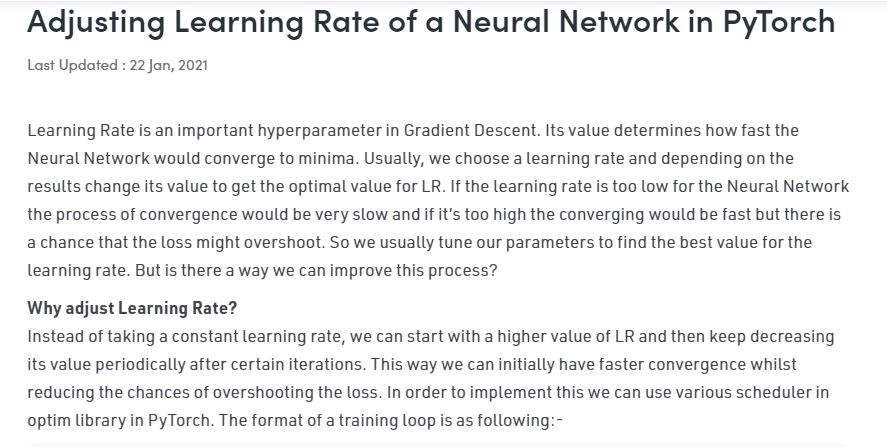 Adjusting Learning Rate of a Neural Network in PyTorch
Last Updated : 22 Jan, 2021
Learning Rate is an important hyperparameter in Gradient Descent. Its value determines how fast the
Neural Network would converge to minima. Usually, we choose a learning rate and depending on the
results change its value to get the optimal value for LR. If the learning rate is too low for the Neural Network
the process of convergence would be very slow and if it's too high the converging would be fast but there is
a chance that the loss might overshoot. So we usually tune our parameters to find the best value for the
learning rate. But is there a way we can improve this process?
Why adjust Learning Rate?
Instead of taking a constant learning rate, we can start with a higher value of LR and then keep decreasing
its value periodically after certain iterations. This way we can initially have faster convergence whilst
reducing the chances of overshooting the loss. In order to implement this we can use various scheduler in
optim library in PyTorch. The format of a training loop is as following:-